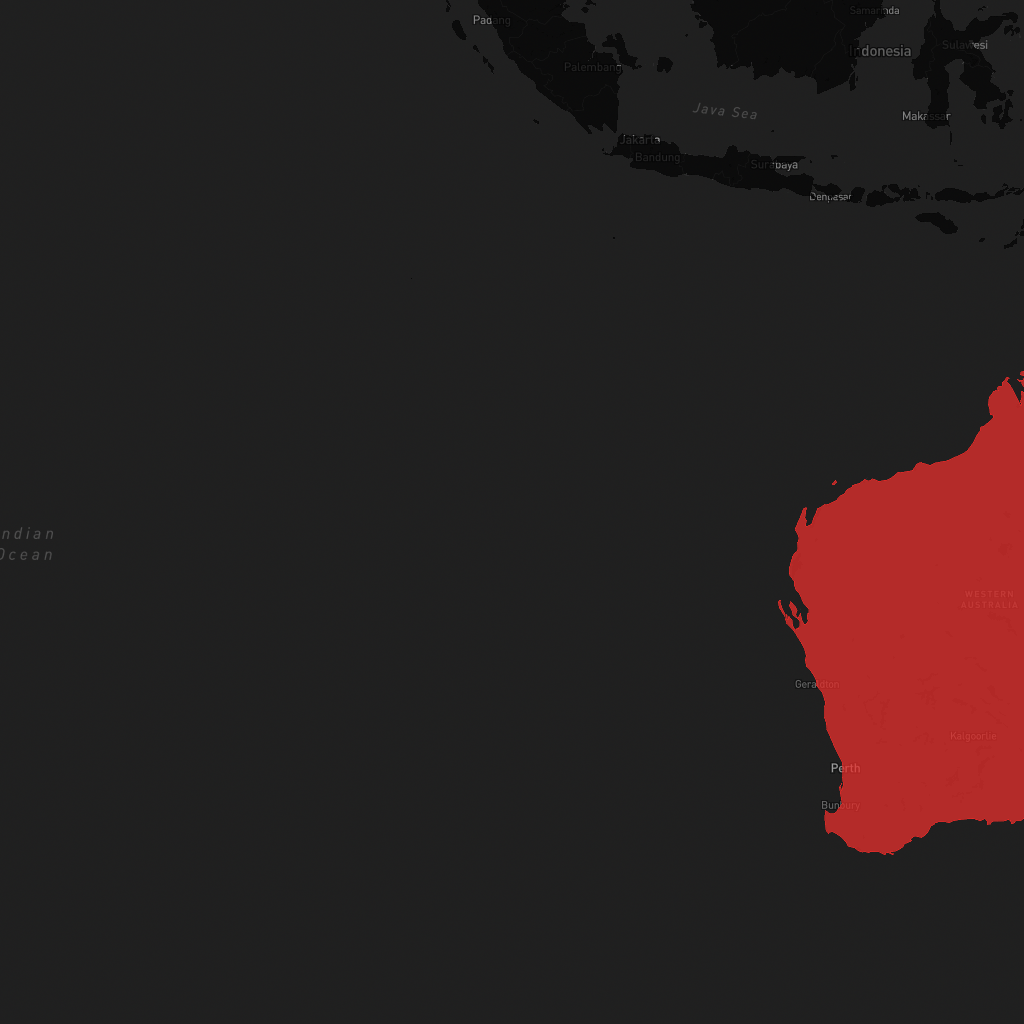 Samarinda
Padang
Sulawesi
Indonesia
Palembang
Java Sea
Makassar
Jakarta
Bandung
Surabaya
Denpasar
ndian
Ocean
WESTERN
AUSTRALIA
Geraldton
Kalgoorlie
Perth
Bunbury